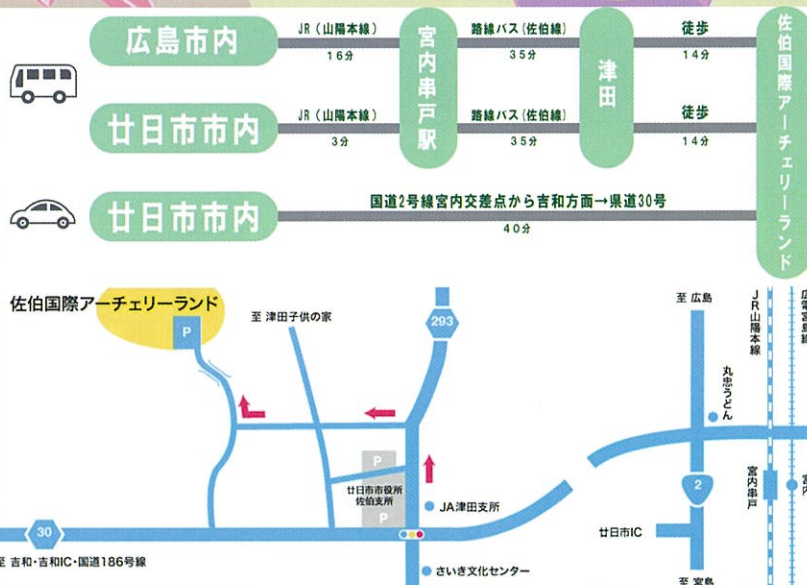 広島市内
JR（山陽本線）
16分
宮内串戸駅
路線バス（佐伯線）
35分
津田
徒歩
14分
佐伯国際アーチェリーランド
廿日市市内
JR（山陽本線）
3分
路線バス（佐伯線）
35分
徒歩
14分
廿日市市内
国道2号線宮内交差点から吉和方面→県道30号
40分
佐伯国際アーチェリーランド
P
至 津田子供の家
293
至 広島
JR山陽本線
広電宮島線
丸忠うどん
P
廿日市市役所
佐伯支所
P
JA津田支所
2
宮内串戸
宮内
廿日市IC
30
至 吉和・吉和IC・国道186号線
さいき文化センター
至 宮島